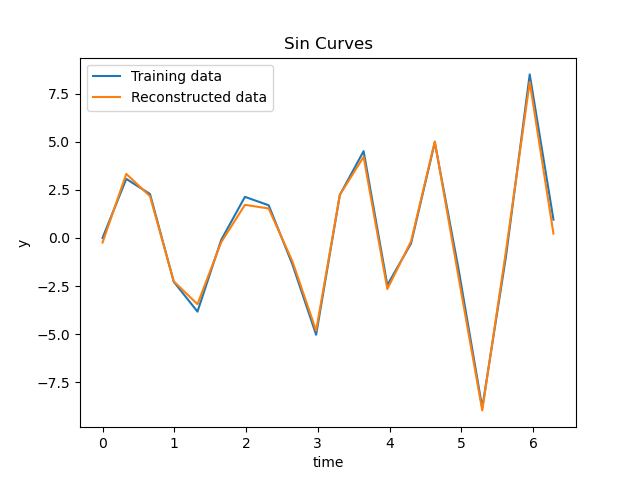 Sin Curves
Training data
Reconstructed data
7.5
5.0
2.5
0.0
−2.5
−5.0
−7.5
y
0 1 2 3 4 5 6
time